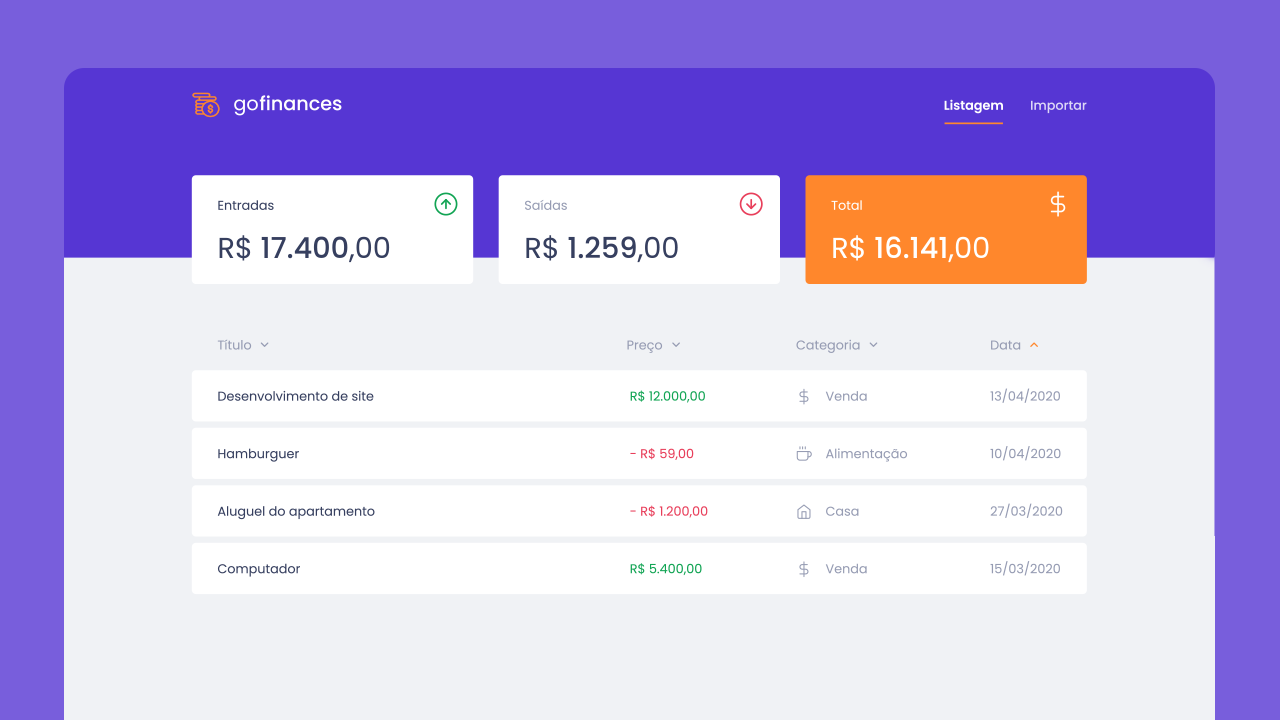 gofinances
Listagem Importar
Entradas
R$ 17.400,00
Saídas
R$ 1.259,00
Total
R$ 16.141,00
Título Preço Categoria Data
Desenvolvimento de site R$ 12.000,00 Venda 13/04/2020
Hamburguer - R$ 59,00 Alimentação 10/04/2020
Aluguel do apartamento - R$ 1.200,00 Casa 27/03/2020
Computador R$ 5.400,00 Venda 15/03/2020